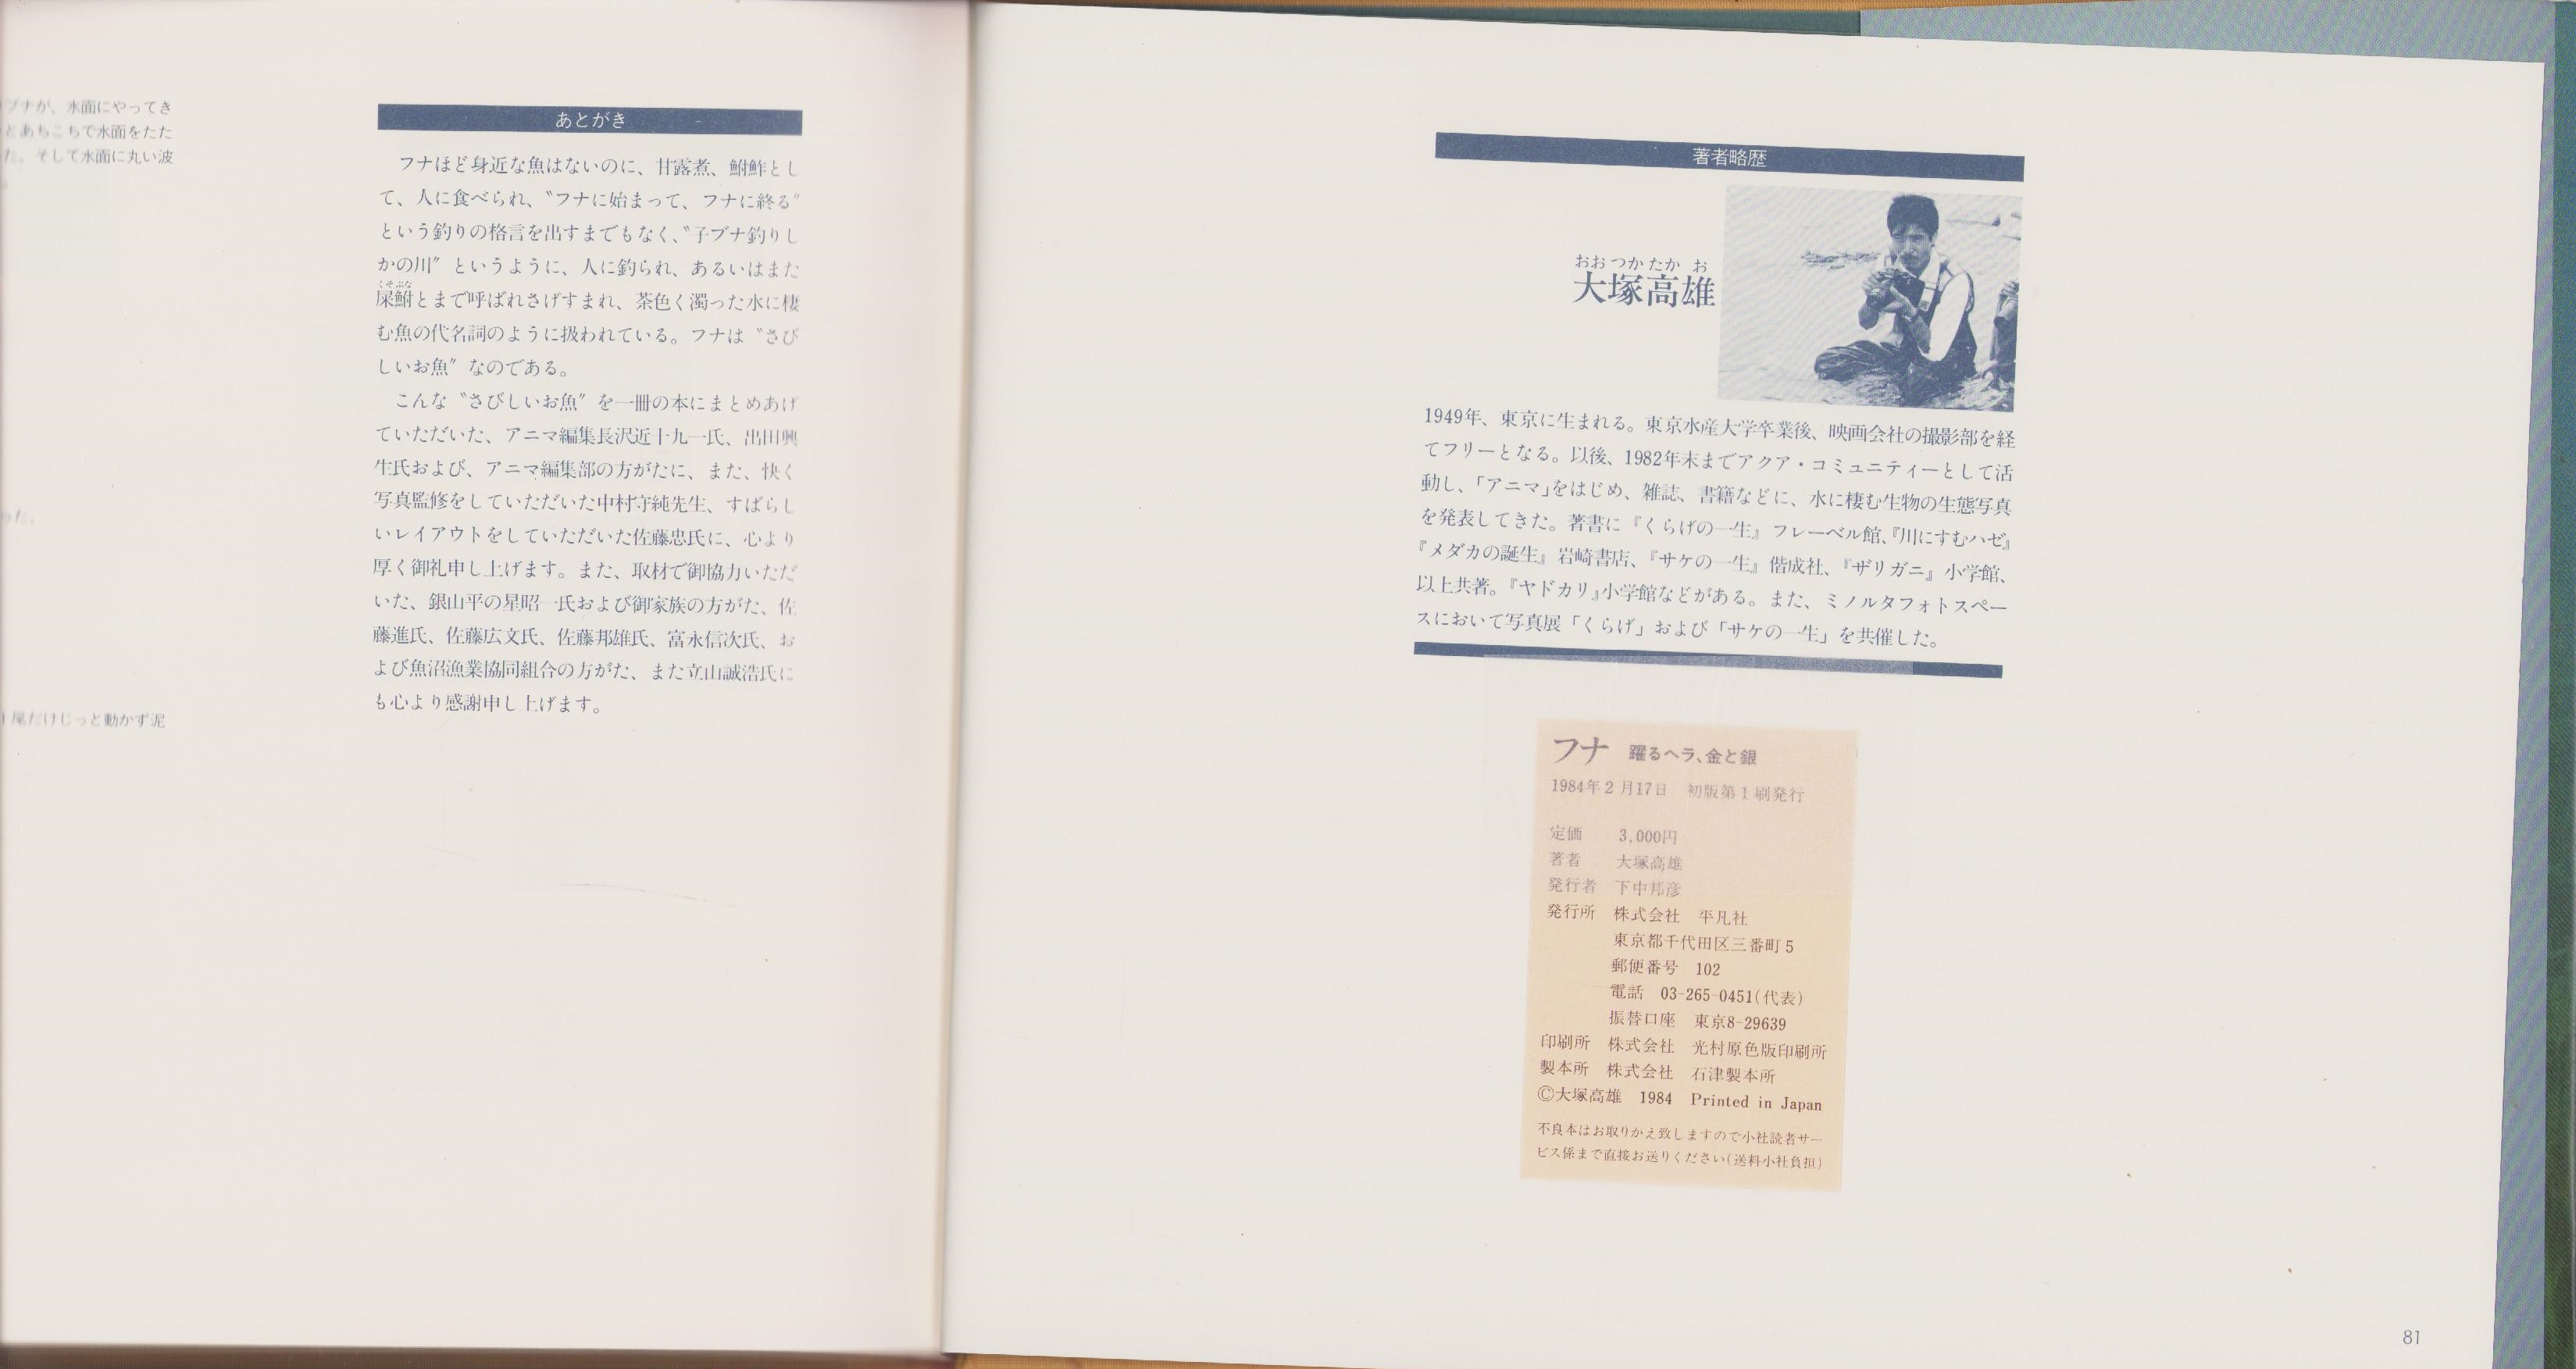 ブナが、水面にやってき
とあちこちで水面をたた
た。そして水面に丸い波
った。
尾だけじっと動かず泥
あとがき
フナほど身近な魚はないのに、甘露煮、鮒鮓とし
て、人に食べられ、〝フナに始まって、フナに終る〟
という釣りの格言を出すまでもなく、〝子ブナ釣りし
かの川〟というように、人に釣られ、あるいはまた
くそぶな
屎鮒とまで呼ばれさげすまれ、茶色く濁った水に棲
む魚の代名詞のように扱われている。フナは〝さび
しいお魚〟なのである。
こんな〝さびしいお魚〟を一冊の本にまとめあげ
ていただいた、アニマ編集長沢近十九一氏、出田興
生氏および、アニマ編集部の方がたに、また、快く
写真監修をしていただいた中村守純先生、すばらし
いレイアウトをしていただいた佐藤忠氏に、心より
厚く御礼申し上げます。また、取材で御協力いただ
いた、銀山平の星昭一氏および御家族の方がた、佐
藤進氏、佐藤広文氏、佐藤邦雄氏、富永信次氏、お
よび魚沼漁業協同組合の方がた、また立山誠浩氏に
も心より感謝申し上げます。
著者略歴
おおつかたかお
大塚高雄
1949年、東京に生まれる。東京水産大学卒業後、映画会社の撮影部を経
てフリーとなる。以後、1982年末までアクア・コミュニティーとして活
動し、「アニマ」をはじめ、雑誌、書籍などに、水に棲む生物の生態写真
を発表してきた。著書に『くらげの一生』フレーベル館、『川にすむハゼ』
『メダカの誕生』岩崎書店、『サケの一生』偕成社、『ザリガニ』小学館、
以上共著。『ヤドカリ』小学館などがある。また、ミノルタフォトスペー
スにおいて写真展「くらげ」および「サケの一生」を共催した。
フナ 躍るヘラ、金と銀
1984年2月17日 初版第1刷発行
定価 3,000円
著者 大塚高雄
発行者 下中邦彦
発行所 株式会社 平凡社
東京都千代田区三番町5
郵便番号 102
電話 03-265-0451(代表)
振替口座 東京8-29639
印刷所 株式会社 光村原色版印刷所
製本所 株式会社 石津製本所
©大塚高雄 1984 Printed in Japan
不良本はお取りかえ致しますので小社読者サー
ビス係まで直接お送りください(送料小社負担)
81